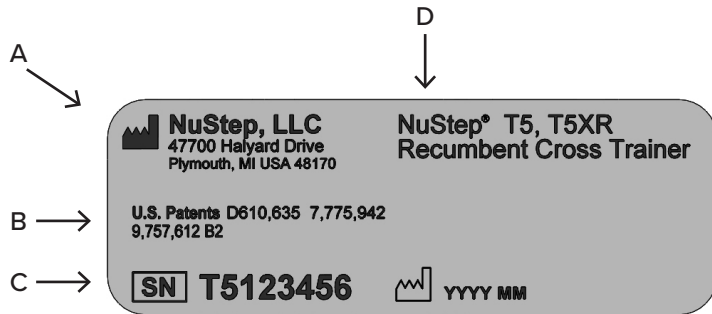 D
A
NuStep, LLC
47700 Halyard Drive
Plymouth, MI USA 48170
NuStep® T5, T5XR
Recumbent Cross Trainer
B
U.S. Patents D610,635 7,775,942
9,757,612 B2
C
SN T5123456
YYYY MM